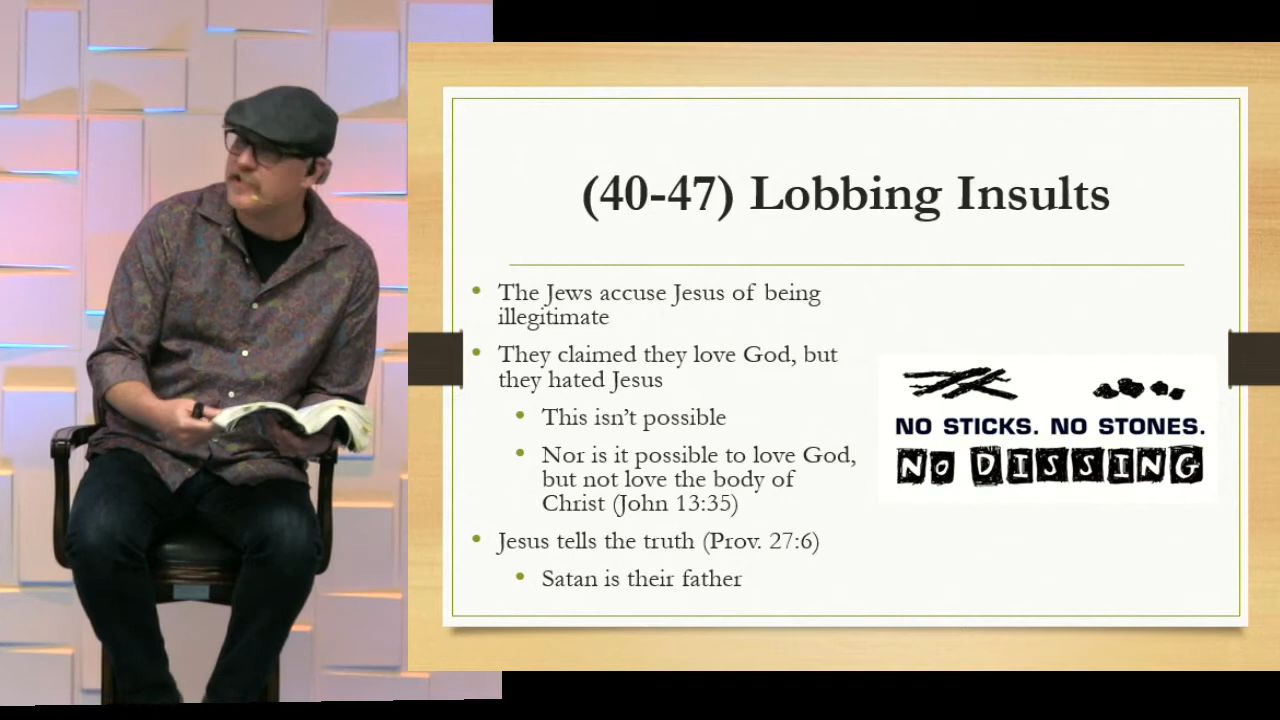 (40-47) Lobbing Insults
The Jews accuse Jesus of being
illegitimate
They claimed they love God, but
they hated Jesus
This isn’t possible
Nor is it possible to love God,
but not love the body of
Christ (John 13:35)
Jesus tells the truth (Prov. 27:6)
Satan is their father
NO STICKS. NO STONES.
NO DISSING